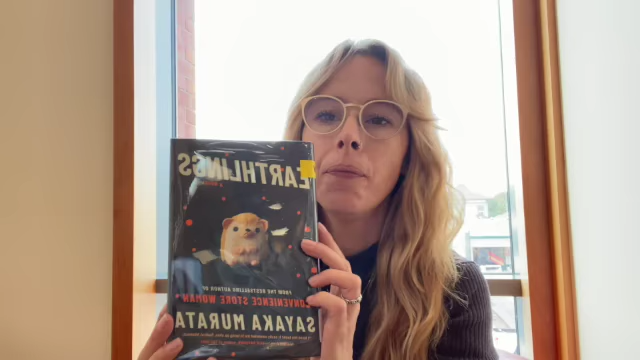 EARTHLINGS
FROM THE BESTSELLING AUTHOR OF
CONVENIENCE STORE WOMAN
SAYAKA MURATA